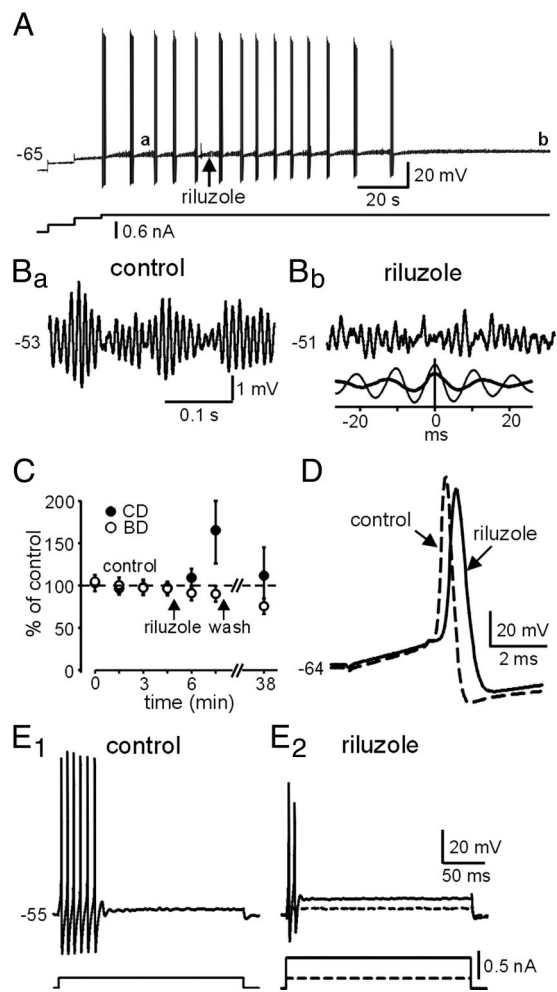 A
-65
a
b
riluzole
20 mV
20 s
0.6 nA
Ba control
-53
1 mV
0.1 s
Bb riluzole
-51
-20 0 20
ms
C
200
150
100
50
0
% of control
CD
BD
control
riluzole wash
0 3 6 38
time (min)
D
control
riluzole
-64
20 mV
2 ms
E1 control
-55
E2 riluzole
20 mV
50 ms
0.5 nA